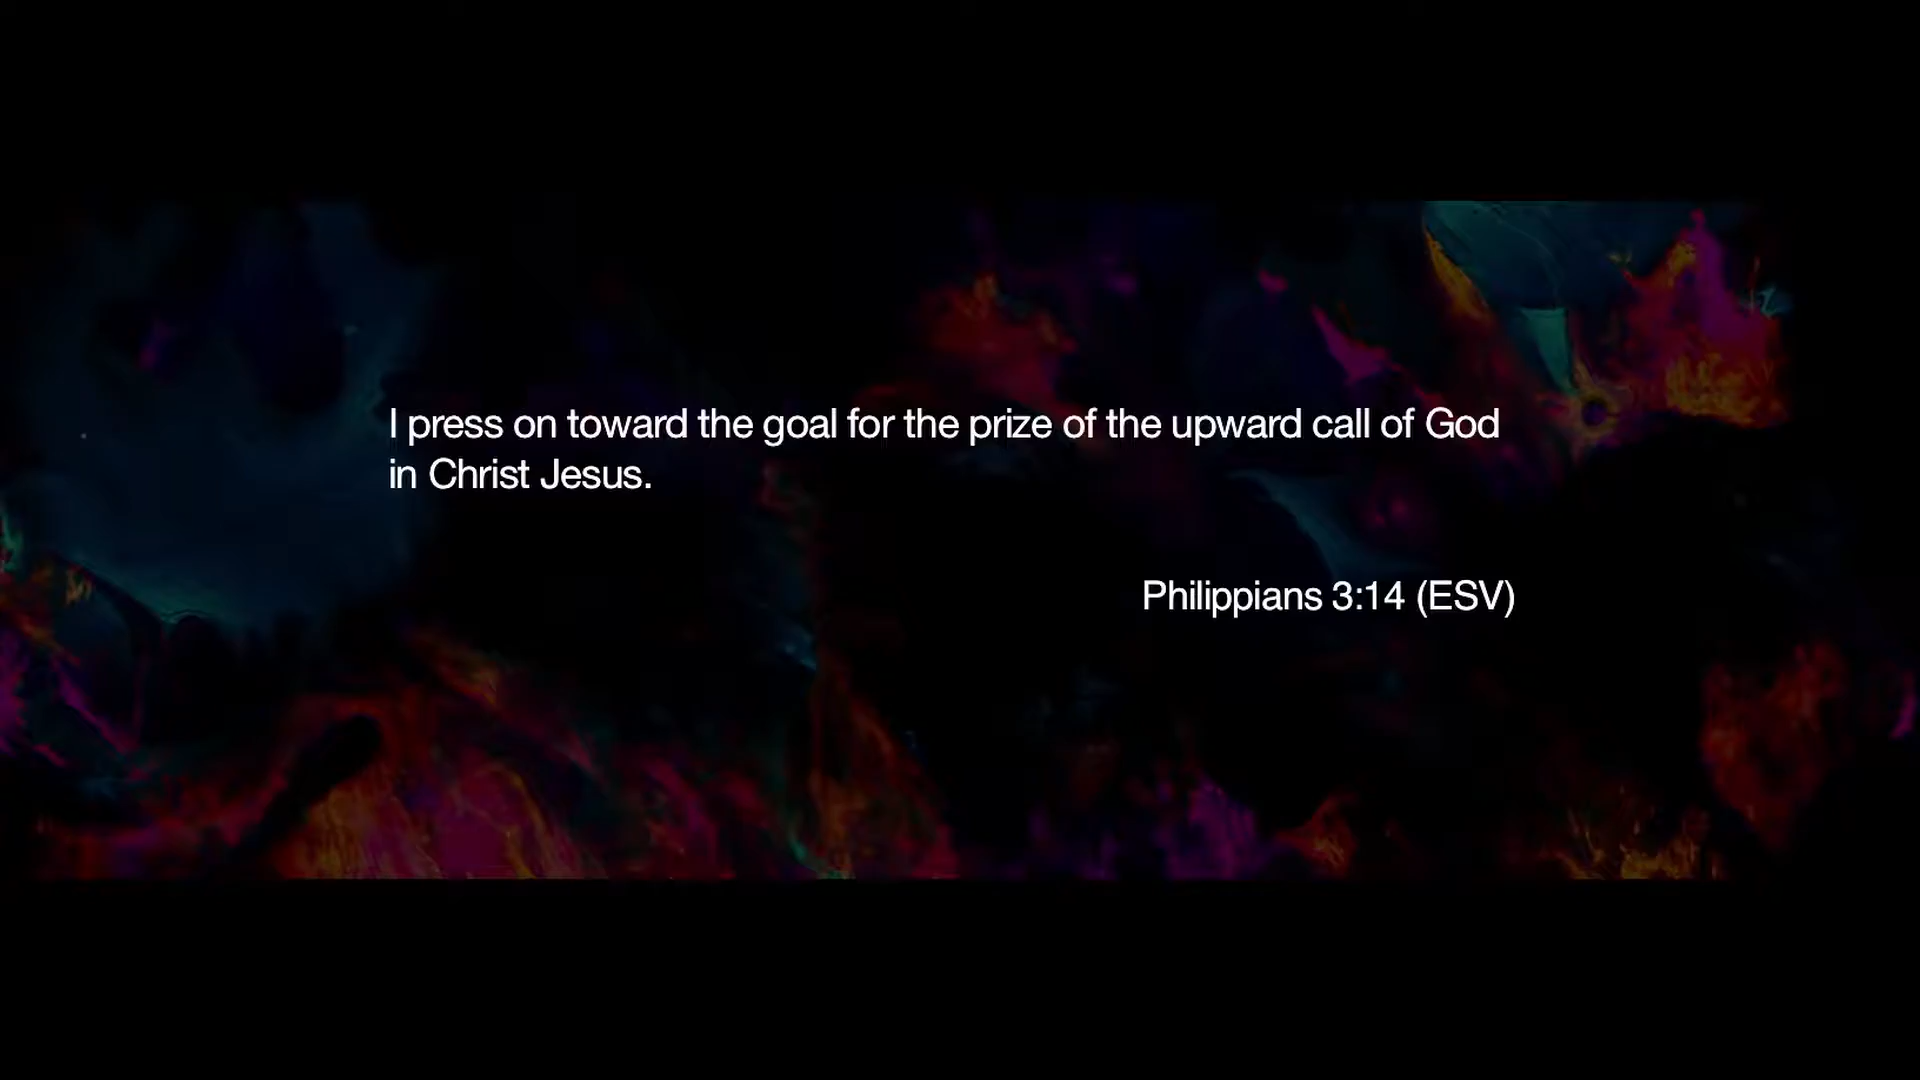 I press on toward the goal for the prize of the upward call of God
in Christ Jesus.
Philippians 3:14 (ESV)